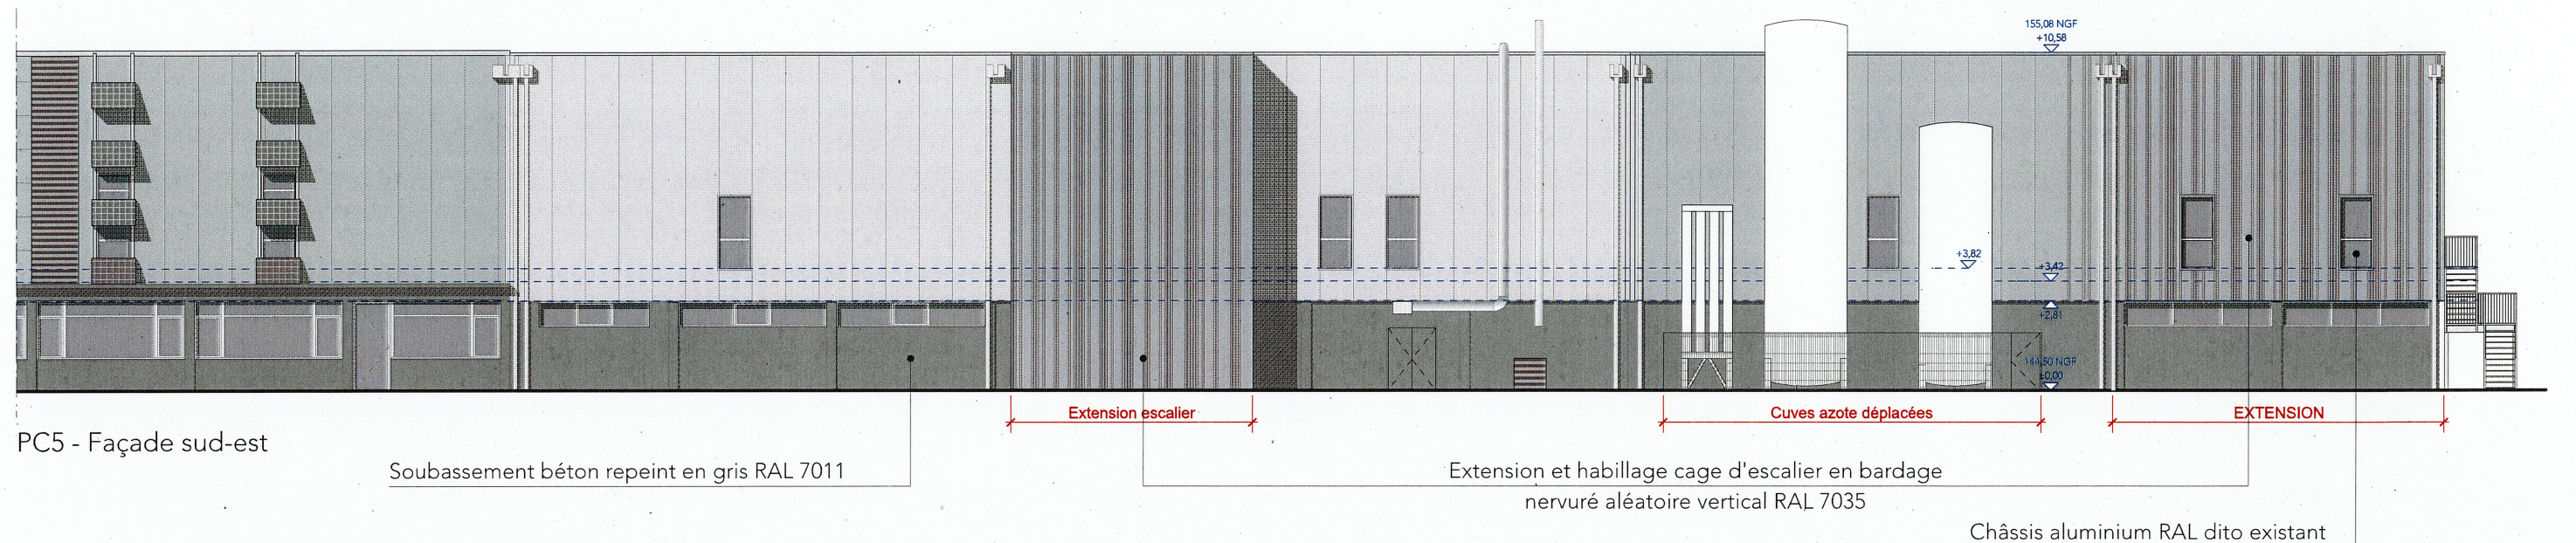 155,08 NGF
+10,58
+3,82
+3,42
+2,81
144,50 NGF
±0,00
Extension escalier
Cuves azote déplacées
EXTENSION
PC5 - Façade sud-est
Soubassement béton repeint en gris RAL 7011
Extension et habillage cage d'escalier en bardage
nervuré aléatoire vertical RAL 7035
Châssis aluminium RAL dito existant